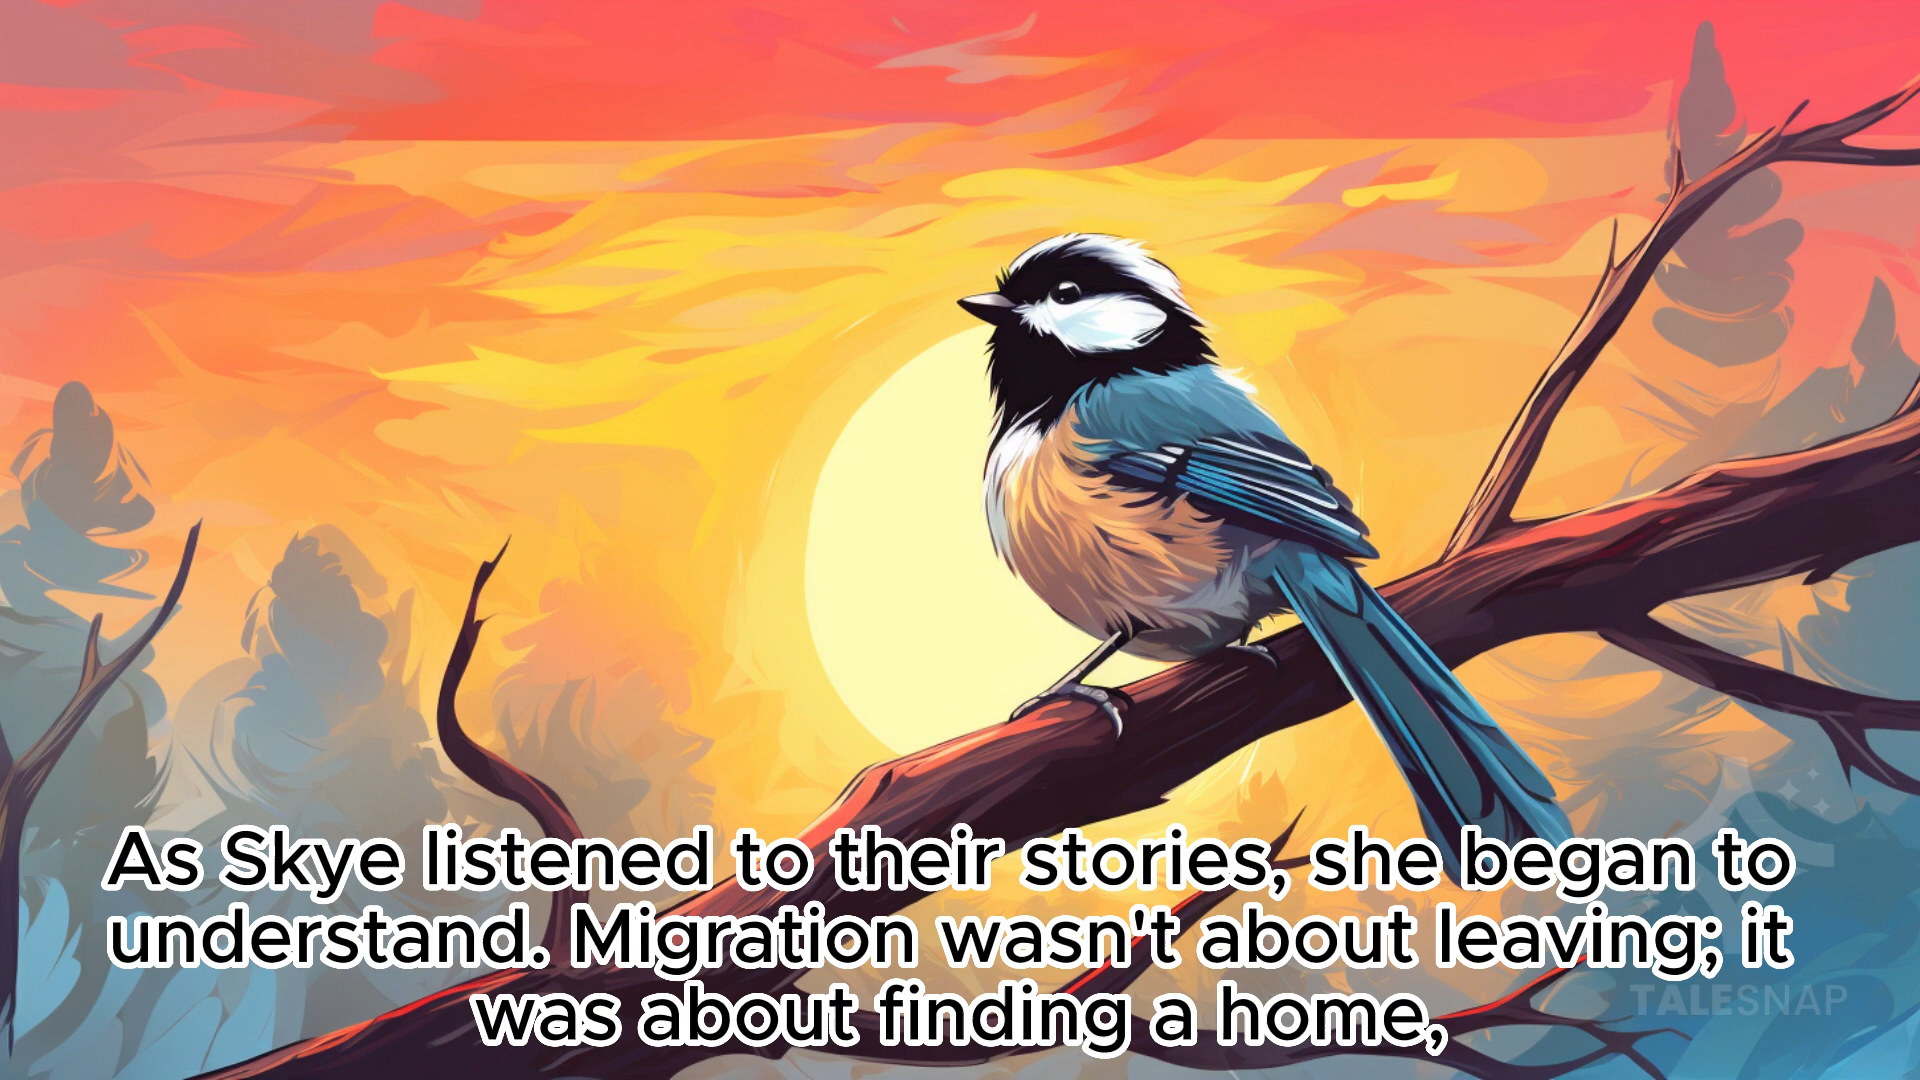 As Skye listened to their stories, she began to
understand. Migration wasn't about leaving; it
was about finding a home,
TALESNAP